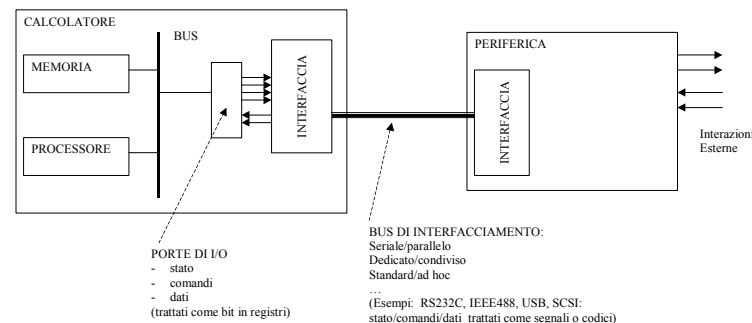 CALCOLATORE
BUS
MEMORIA
PROCESSORE
INTERFACCIA
PERIFERICA
INTERFACCIA
Interazioni
Esterne
PORTE DI I/O
- stato
- comandi
- dati
(trattati come bit in registri)
BUS DI INTERFACCIAMENTO:
Seriale/parallelo
Dedicato/condiviso
Standard/ad hoc
…
(Esempi: RS232C, IEEE488, USB, SCSI:
stato/comandi/dati trattati come segnali o codici)